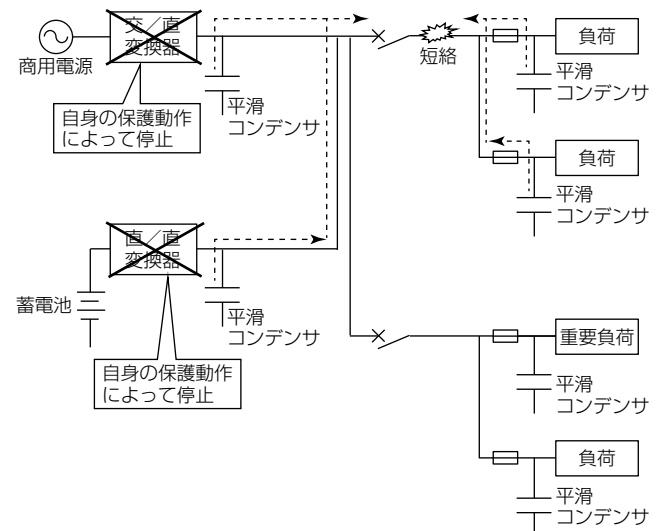 交／直
変換器
商用電源
自身の保護動作
によって停止
平滑
コンデンサ
短絡
負荷
平滑
コンデンサ
負荷
平滑
コンデンサ
直／直
変換器
蓄電池
平滑
コンデンサ
自身の保護動作
によって停止
重要負荷
平滑
コンデンサ
負荷
平滑
コンデンサ